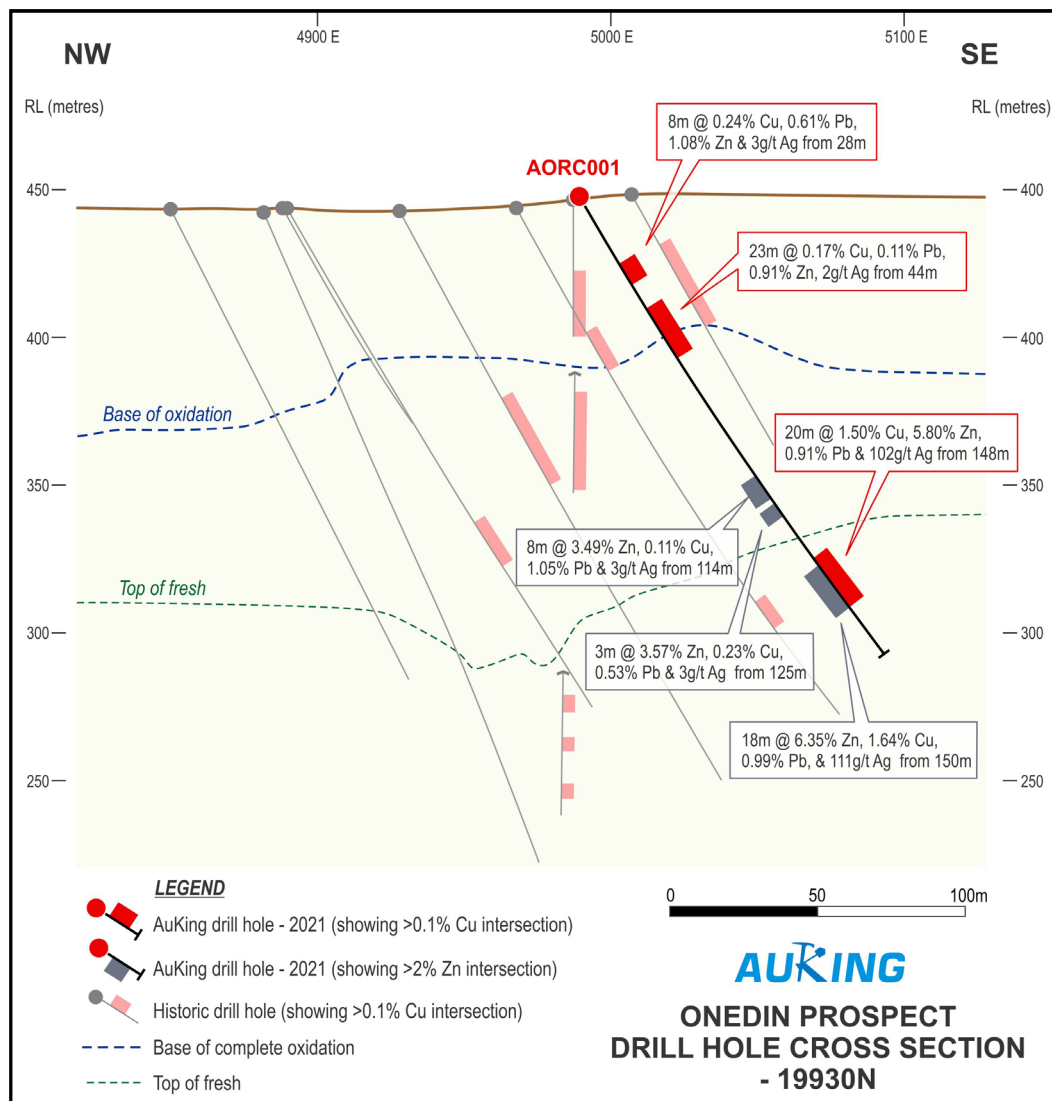 4900 E
5000 E
5100 E
NW
SE
RL (metres)
RL (metres)
8m @ 0.24% Cu, 0.61% Pb,
1.08% Zn & 3g/t Ag from 28m
AORC001
450
400
23m @ 0.17% Cu, 0.11% Pb,
0.91% Zn, 2g/t Ag from 44m
400
400
Base of oxidation
20m @ 1.50% Cu, 5.80% Zn,
0.91% Pb & 102g/t Ag from 148m
350
350
8m @ 3.49% Zn, 0.11% Cu,
1.05% Pb & 3g/t Ag from 114m
Top of fresh
300
300
3m @ 3.57% Zn, 0.23% Cu,
0.53% Pb & 3g/t Ag from 125m
18m @ 6.35% Zn, 1.64% Cu,
0.99% Pb, & 111g/t Ag from 150m
250
250
LEGEND
AuKing drill hole - 2021 (showing >0.1% Cu intersection)
AuKing drill hole - 2021 (showing >2% Zn intersection)
Historic drill hole (showing >0.1% Cu intersection)
Base of complete oxidation
Top of fresh
0
50
100m
AUKING
ONEDIN PROSPECT
DRILL HOLE CROSS SECTION
- 19930N